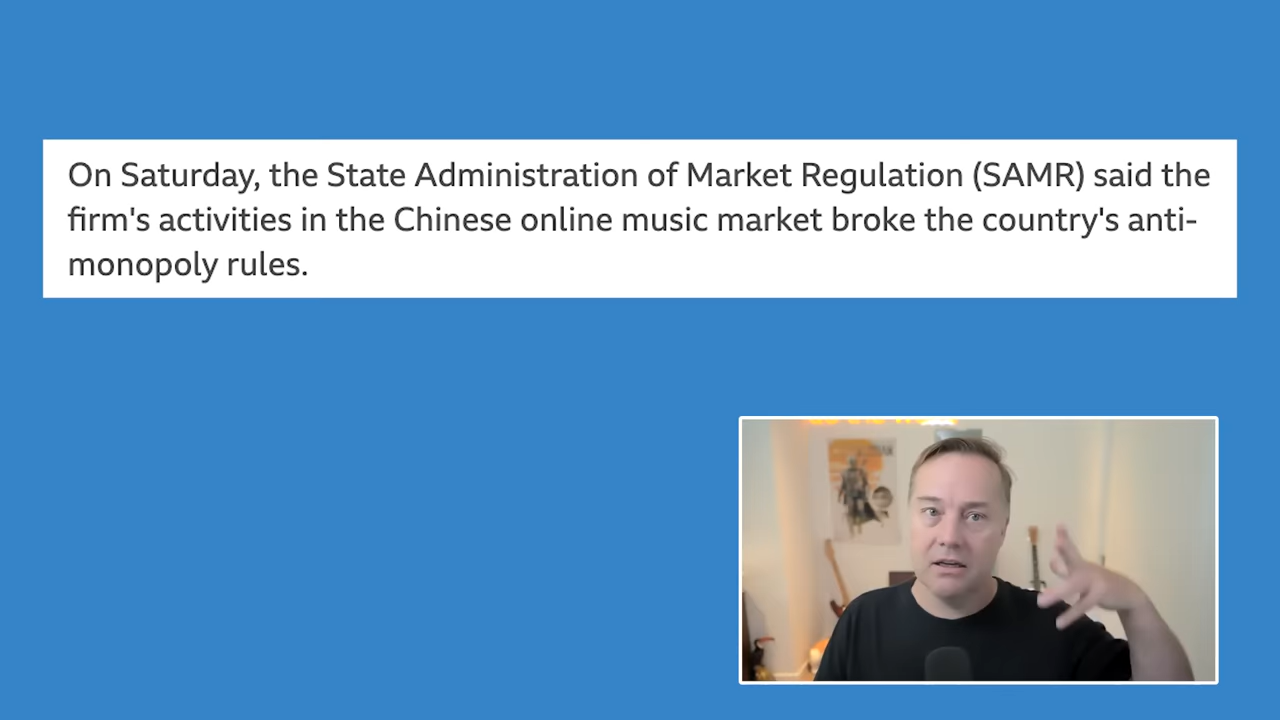 On Saturday, the State Administration of Market Regulation (SAMR) said the
firm's activities in the Chinese online music market broke the country's anti-
monopoly rules.